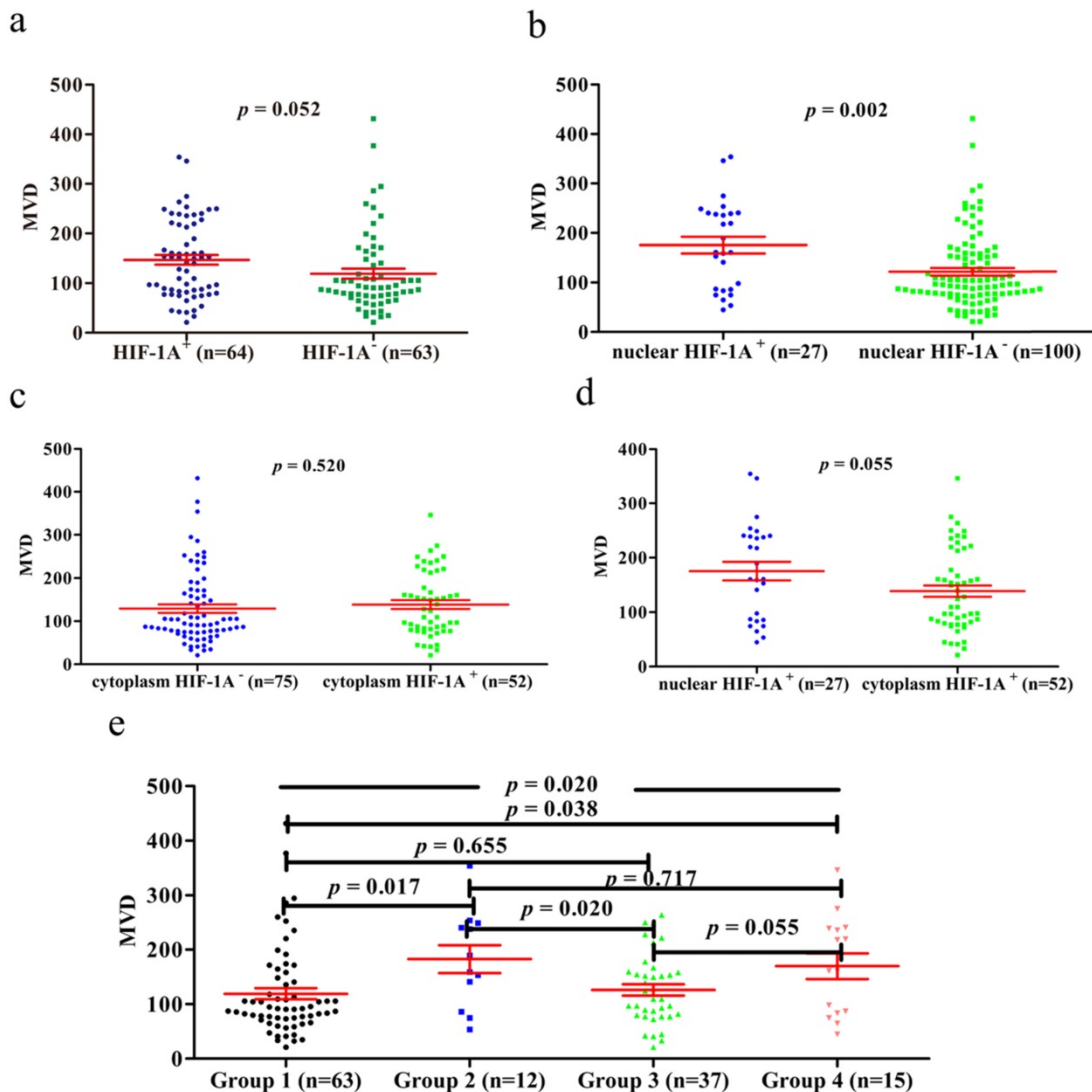 a
500
400
300
200
100
0
MVD
p = 0.052
HIF-1A+ (n=64) HIF-1A- (n=63)
b
500
400
300
200
100
0
MVD
p = 0.002
nuclear HIF-1A + (n=27) nuclear HIF-1A - (n=100)
c
500
400
300
200
100
0
MVD
p = 0.520
cytoplasm HIF-1A - (n=75) cytoplasm HIF-1A + (n=52)
d
400
300
200
100
0
MVD
p = 0.055
nuclear HIF-1A + (n=27) cytoplasm HIF-1A + (n=52)
e
500
400
300
200
100
0
MVD
p = 0.020
p = 0.038
p = 0.655
p = 0.717
p = 0.017
p = 0.020
p = 0.055
Group 1 (n=63) Group 2 (n=12) Group 3 (n=37) Group 4 (n=15)